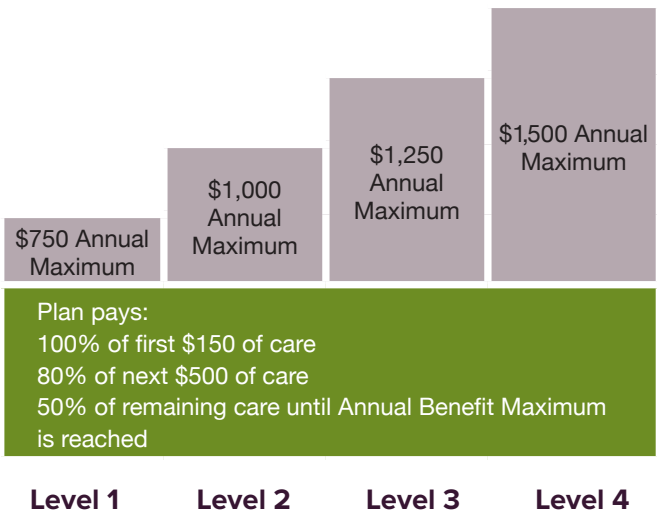 $750 Annual
Maximum
$1,000
Annual
Maximum
$1,250
Annual
Maximum
$1,500 Annual
Maximum
Plan pays:
100% of first $150 of care
80% of next $500 of care
50% of remaining care until Annual Benefit Maximum
is reached
Level 1
Level 2
Level 3
Level 4